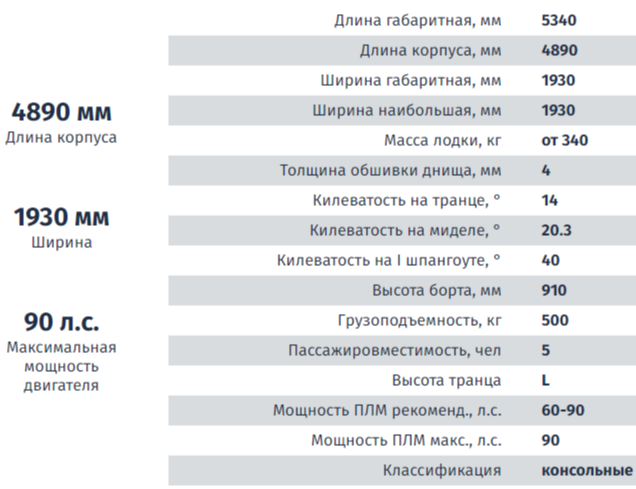 4890 мм
Длина корпуса
1930 мм
Ширина
90 л.с.
Максимальная
мощность
двигателя
Длина габаритная, мм 5340
Длина корпуса, мм 4890
Ширина габаритная, мм 1930
Ширина наибольшая, мм 1930
Масса лодки, кг от 340
Толщина обшивки днища, мм 4
Килеватость на транце, ° 14
Килеватость на миделе, ° 20.3
Килеватость на I шпангоуте, ° 40
Высота борта, мм 910
Грузоподъемность, кг 500
Пассажировместимость, чел 5
Высота транца L
Мощность ПЛМ рекоменд., л.с. 60-90
Мощность ПЛМ макс., л.с. 90
Классификация консольные